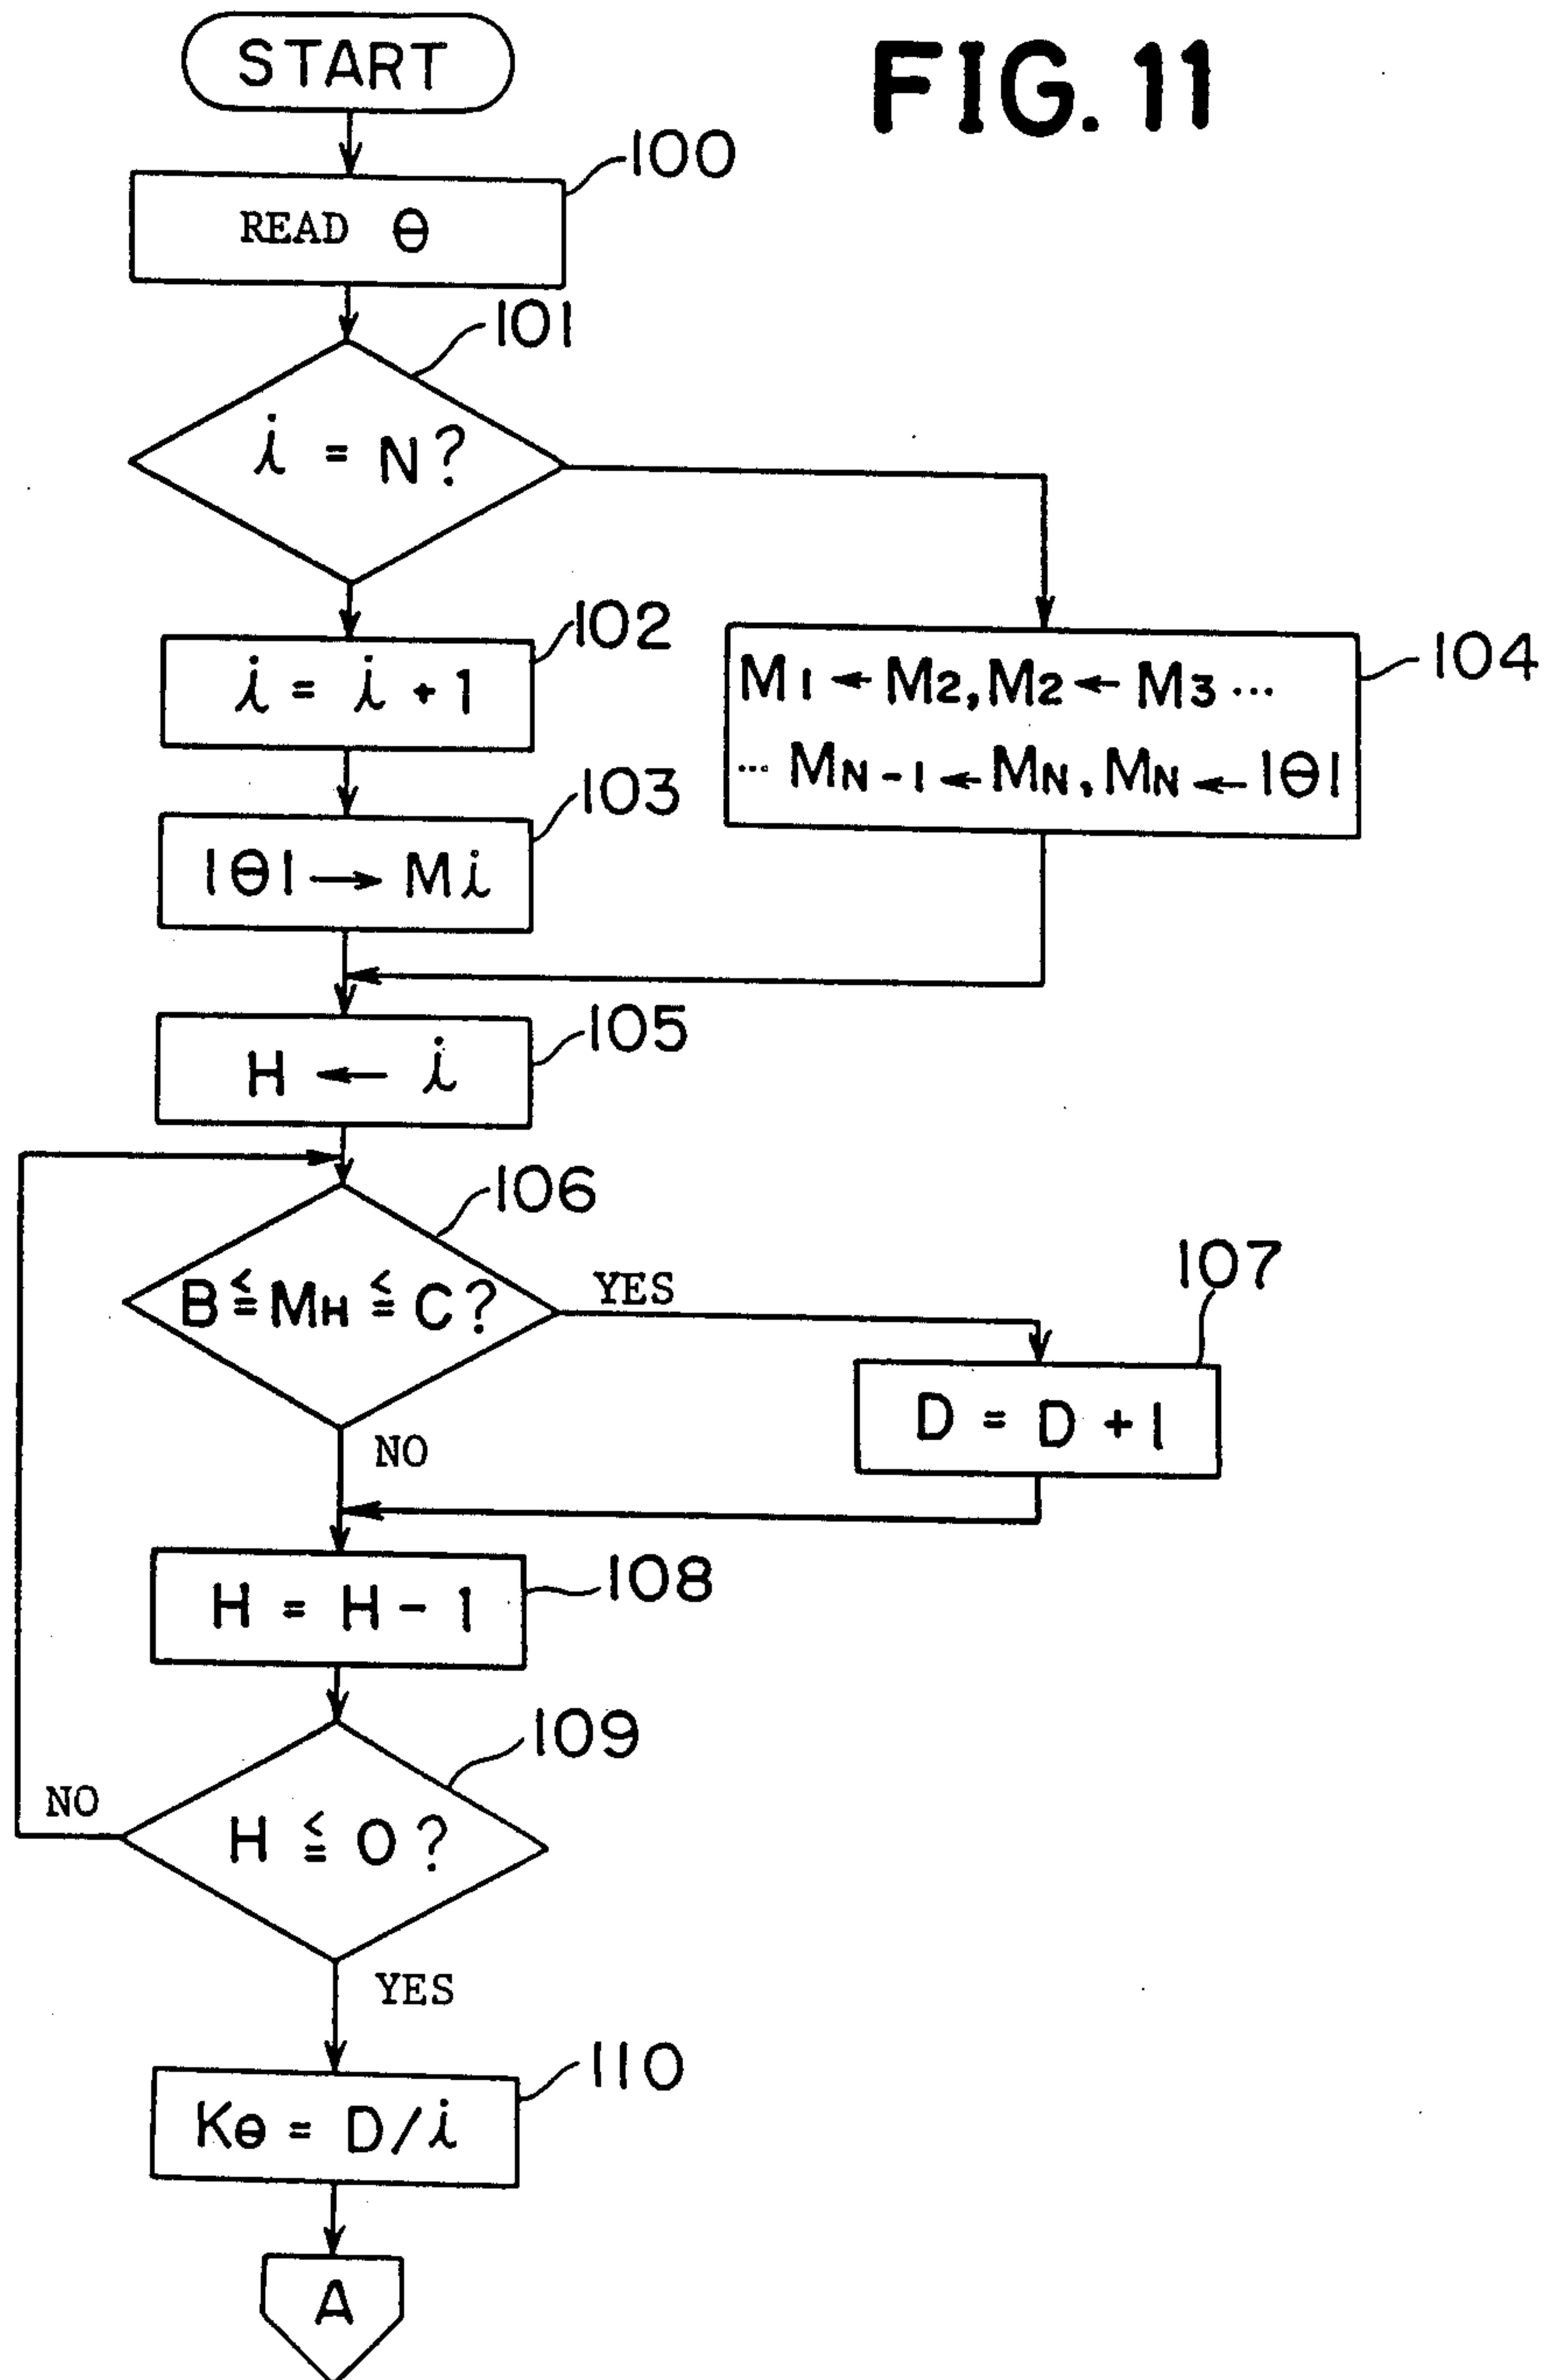 START
FIG. 11
100
READ θ
101
i = N?
102
i = i + 1
104
M1 ← M2, M2 ← M3 ...
... MN-1 ← MN, MN ← |θ|
103
|θ| → Mi
105
H ← i
106
B ≦ MH ≦ C?
YES
107
D = D + 1
NO
108
H = H - 1
109
NO
H ≦ 0?
YES
110
Kθ = D/i
A